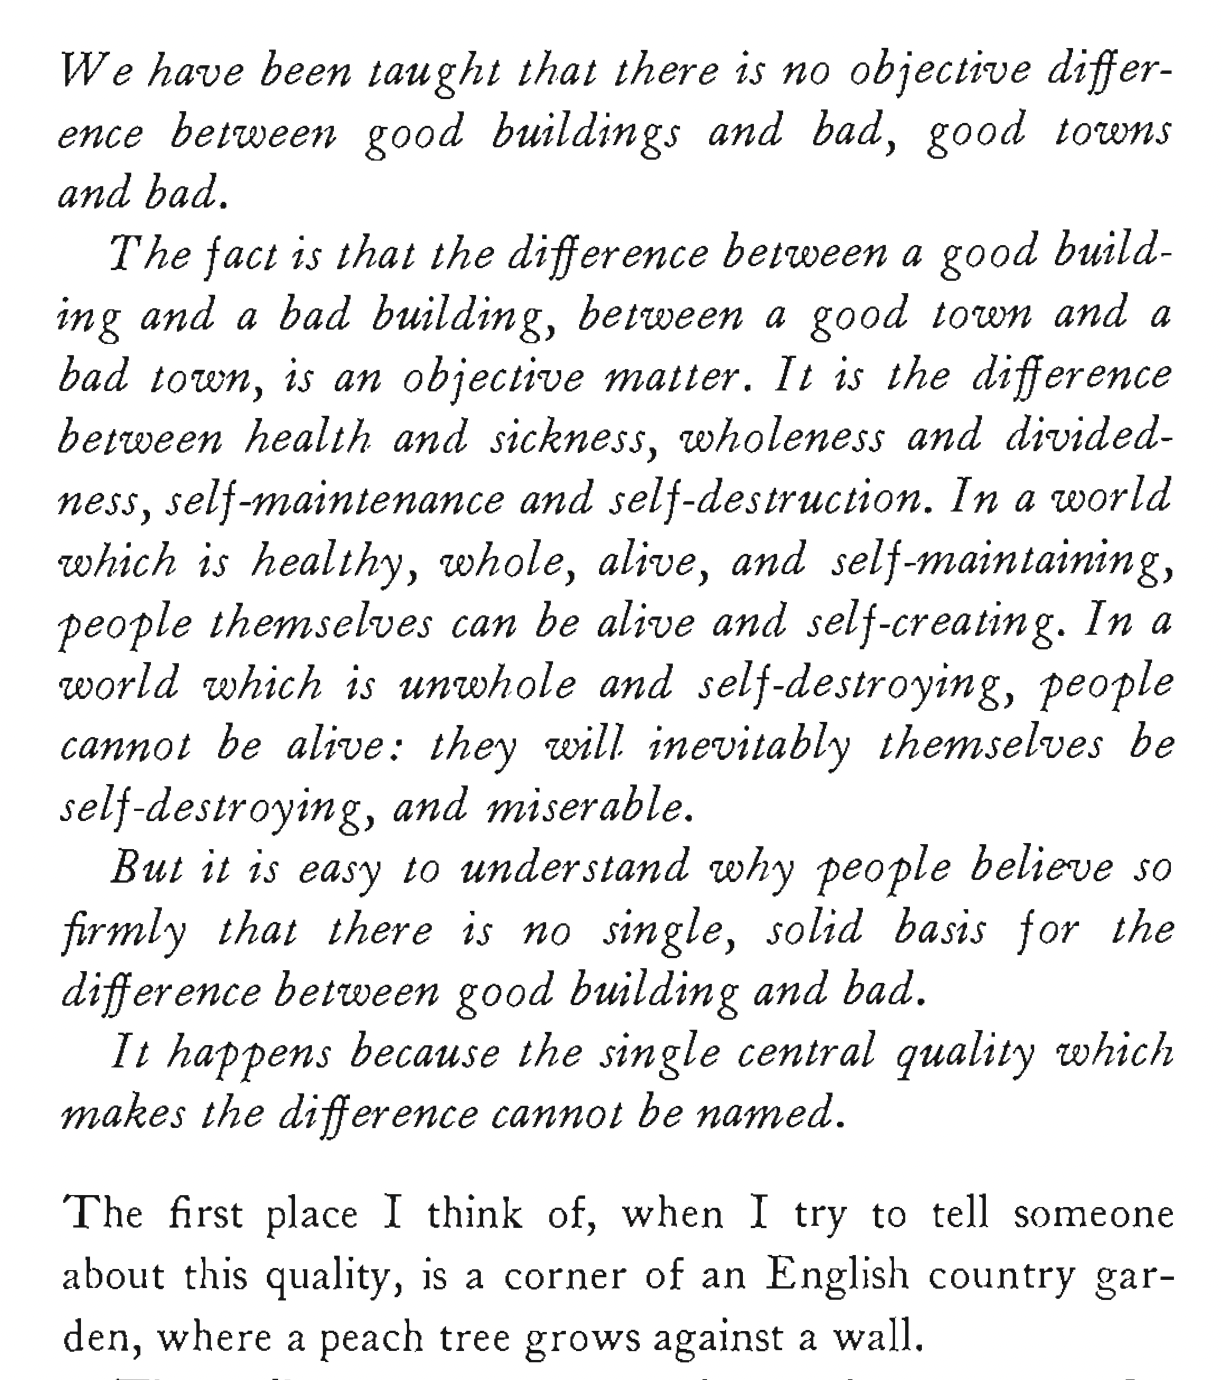 We have been taught that there is no objective differ-
ence between good buildings and bad, good towns
and bad.
The fact is that the difference between a good build-
ing and a bad building, between a good town and a
bad town, is an objective matter. It is the difference
between health and sickness, wholeness and divided-
ness, self-maintenance and self-destruction. In a world
which is healthy, whole, alive, and self-maintaining,
people themselves can be alive and self-creating. In a
world which is unwhole and self-destroying, people
cannot be alive: they will inevitably themselves be
self-destroying, and miserable.
But it is easy to understand why people believe so
firmly that there is no single, solid basis for the
difference between good building and bad.
It happens because the single central quality which
makes the difference cannot be named.
The first place I think of, when I try to tell someone
about this quality, is a corner of an English country gar-
den, where a peach tree grows against a wall.